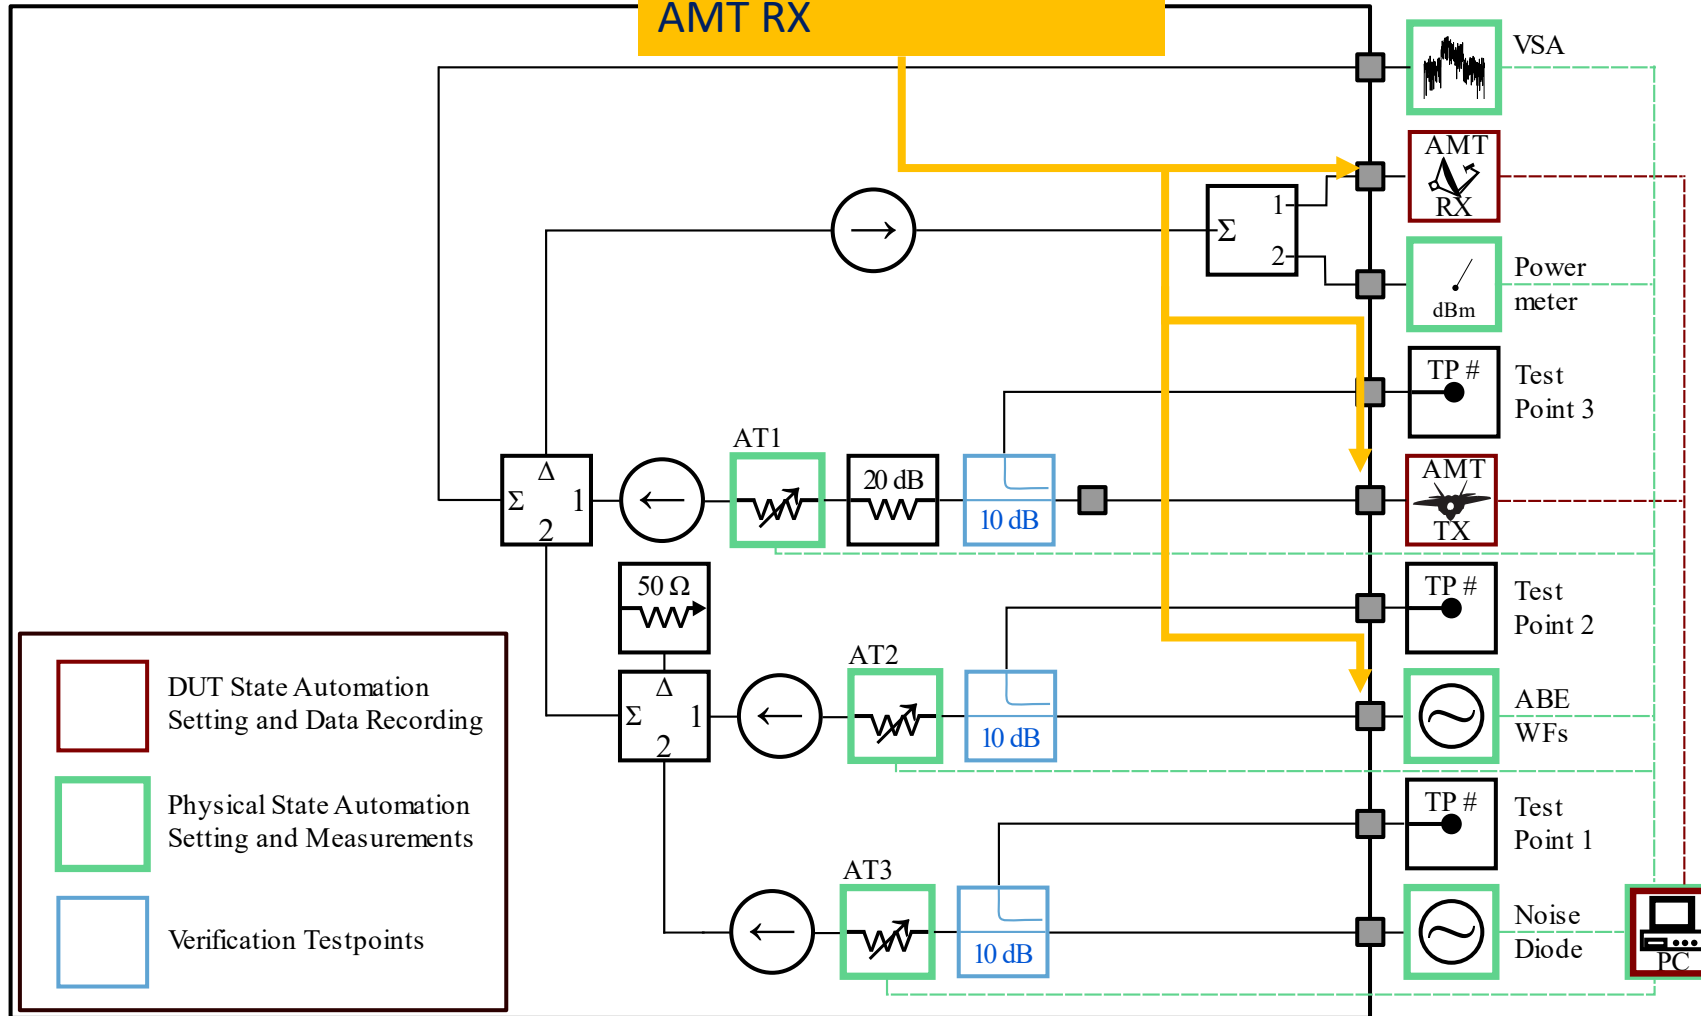 AMT RX
VSA
AMT
RX
1
Σ
2
Power
meter
dBm
TP #
Test
Point 3
AT1
Δ
Σ
1
2
20 dB
10 dB
AMT
TX
50 Ω
TP #
Test
Point 2
AT2
Δ
Σ
1
2
10 dB
ABE
WFs
TP #
Test
Point 1
AT3
10 dB
Noise
Diode
PC
DUT State Automation
Setting and Data Recording
Physical State Automation
Setting and Measurements
Verification Testpoints